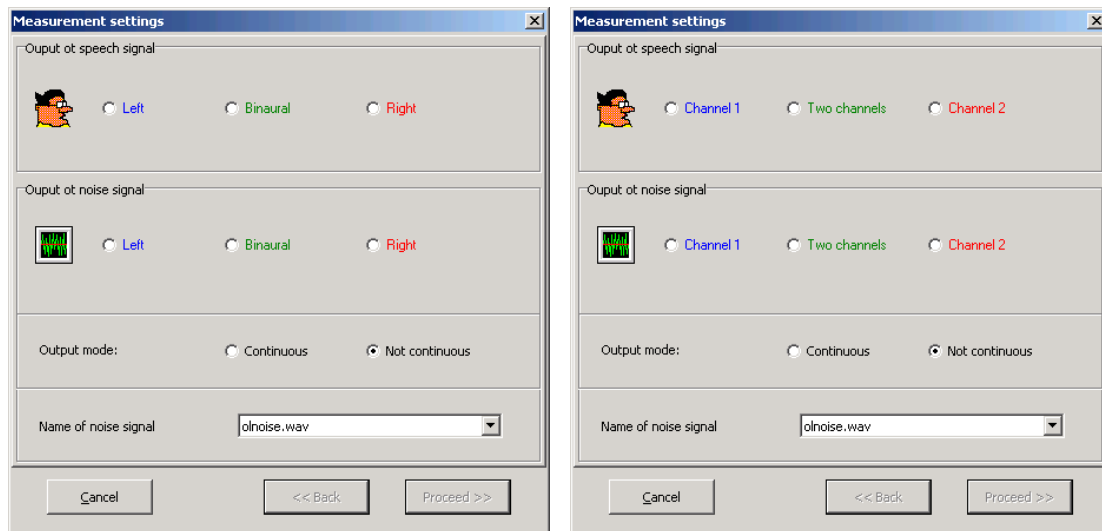 Measurement settings
Ouput ot speech signal
Left Binaural Right
Ouput ot noise signal
Left Binaural Right
Output mode: Continuous Not continuous
Name of noise signal olnoise.wav
Cancel << Back Proceed >>
Measurement settings
Ouput ot speech signal
Channel 1 Two channels Channel 2
Ouput ot noise signal
Channel 1 Two channels Channel 2
Output mode: Continuous Not continuous
Name of noise signal olnoise.wav
Cancel << Back Proceed >>